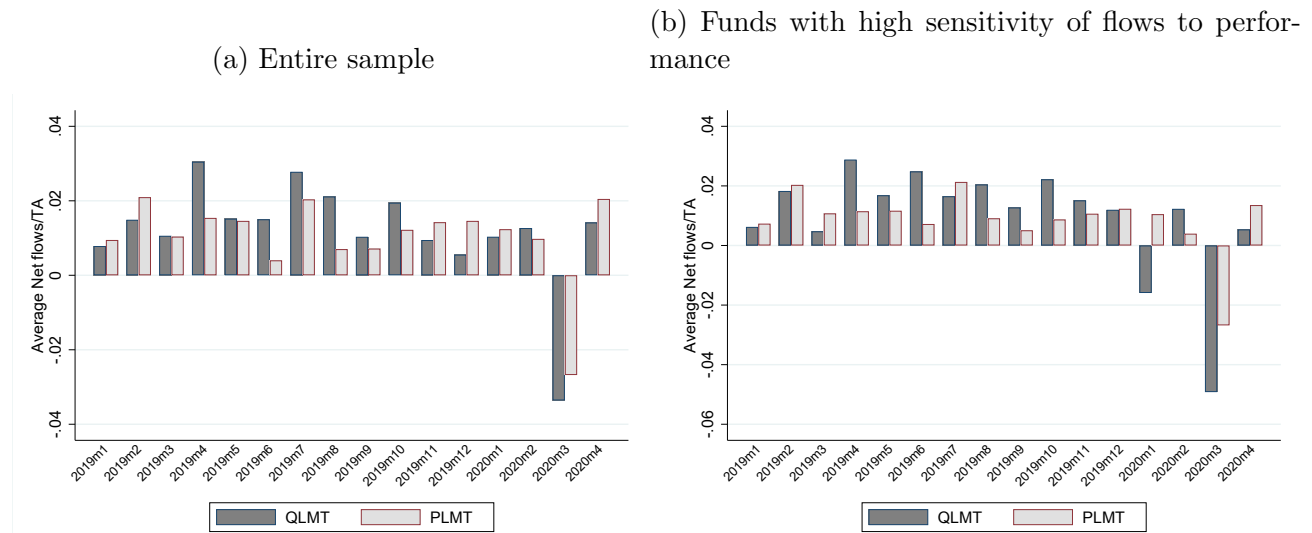 (a) Entire sample
(b) Funds with high sensitivity of flows to perfor-
mance
Average Net flows/TA
.04
.02
0
-.02
-.04
2019m1
2019m2
2019m3
2019m4
2019m5
2019m6
2019m7
2019m8
2019m9
2019m10
2019m11
2019m12
2020m1
2020m2
2020m3
2020m4
QLMT
PLMT
Average Net flows/TA
.04
.02
0
-.02
-.04
-.06
2019m1
2019m2
2019m3
2019m4
2019m5
2019m6
2019m7
2019m8
2019m9
2019m10
2019m11
2019m12
2020m1
2020m2
2020m3
2020m4
QLMT
PLMT